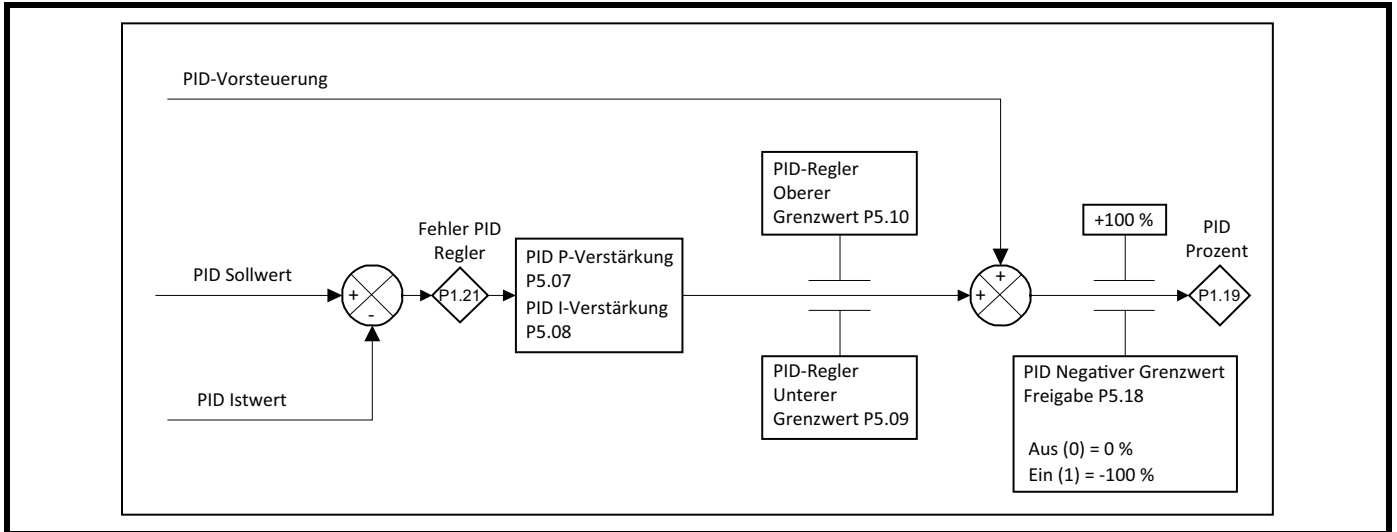 PID-Vorsteuerung
PID-Regler
Oberer
Grenzwert P5.10
+100 %
PID
Prozent
Fehler PID
Regler
PID Sollwert
+
-
P1.21
PID P-Verstärkung
P5.07
PID I-Verstärkung
P5.08
+
+
P1.19
PID Istwert
PID-Regler
Unterer
Grenzwert P5.09
PID Negativer Grenzwert
Freigabe P5.18
Aus (0) = 0 %
Ein (1) = -100 %